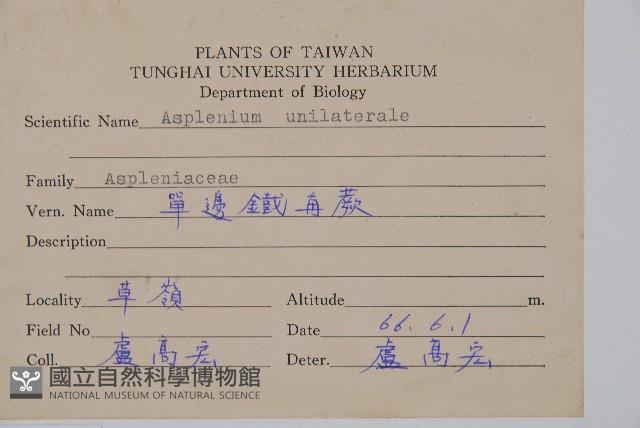 PLANTS OF TAIWAN
TUNGHAI UNIVERSITY HERBARIUM
Department of Biology
Scientific Name Asplenium unilaterale
Family Aspleniaceae
Vern. Name 單邊鐵毎蕨
Description
Locality 草嶺 Altitude m.
Field No Date 66.6.1
Coll. 盧高宏 Deter. 盧高宏
國立自然科學博物館
NATIONAL MUSEUM OF NATURAL SCIENCE